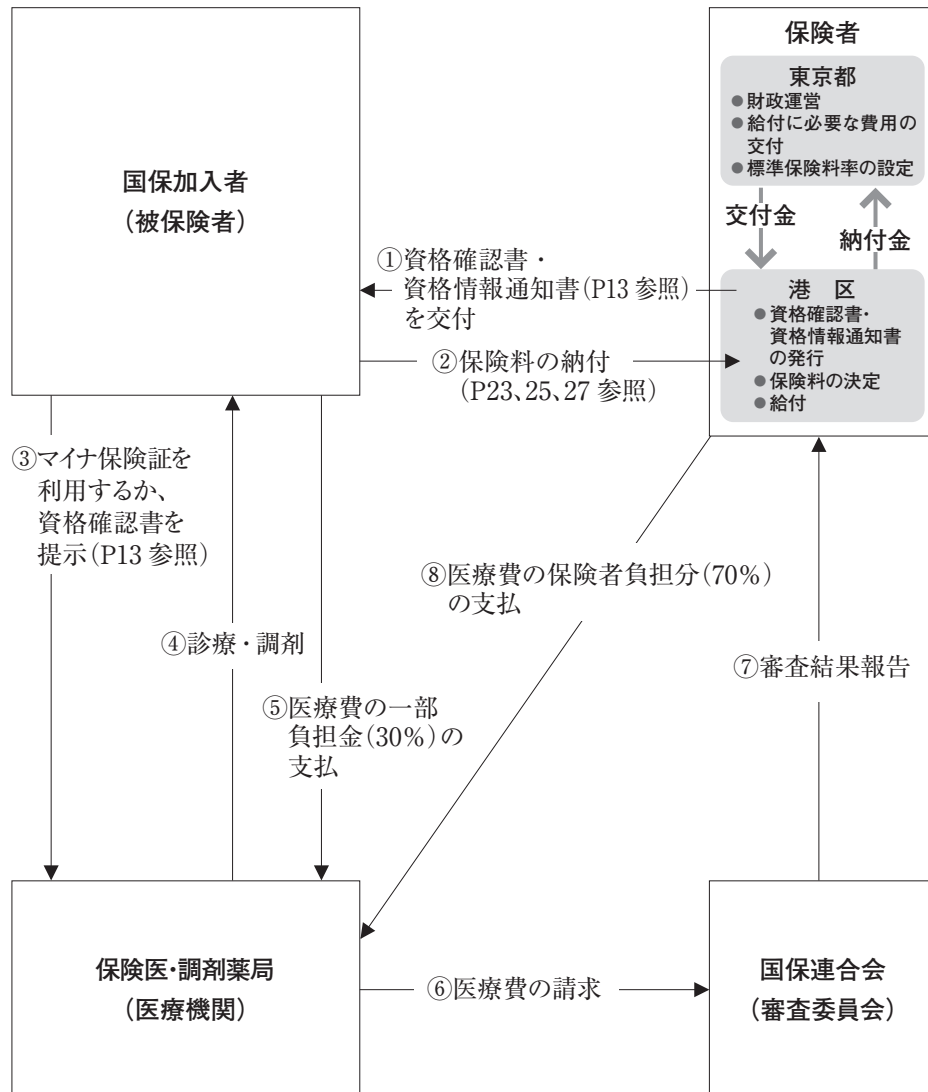 国保加入者
(被保険者)
保険者
東京都
●財政運営
●給付に必要な費用の
交付
●標準保険料率の設定
交付金
納付金
港　区
●資格確認書・
資格情報通知書
の発行
●保険料の決定
●給付
①資格確認書・
資格情報通知書(P13 参照)
を交付
②保険料の納付
(P23、25、27 参照)
③マイナ保険証を
利用するか、
資格確認書を
提示(P13 参照)
④診療・調剤
⑤医療費の一部
負担金(30%)の
支払
⑧医療費の保険者負担分(70%)
の支払
⑦審査結果報告
保険医・調剤薬局
(医療機関)
⑥医療費の請求
国保連合会
(審査委員会)